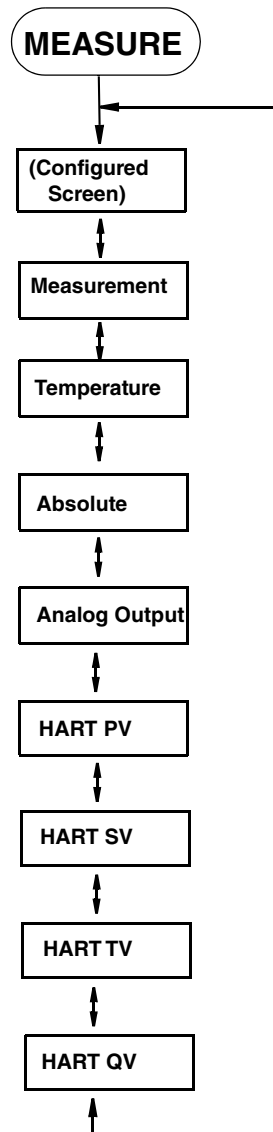 MEASURE
(Configured
Screen)
Measurement
Temperature
Absolute
Analog Output
HART PV
HART SV
HART TV
HART QV